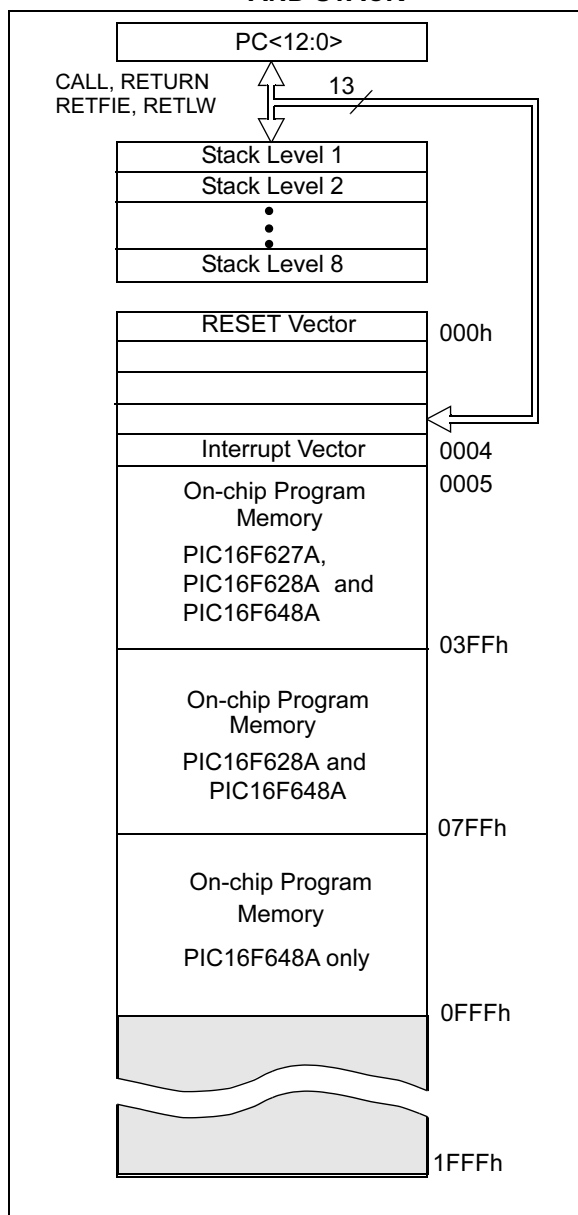 AND STACK
PC<12:0>
CALL, RETURN
RETFIE, RETLW
13
Stack Level 1
Stack Level 2
Stack Level 8
RESET Vector
000h
Interrupt Vector
0004
0005
On-chip Program
Memory
PIC16F627A,
PIC16F628A and
PIC16F648A
03FFh
On-chip Program
Memory
PIC16F628A and
PIC16F648A
07FFh
On-chip Program
Memory
PIC16F648A only
0FFFh
1FFFh